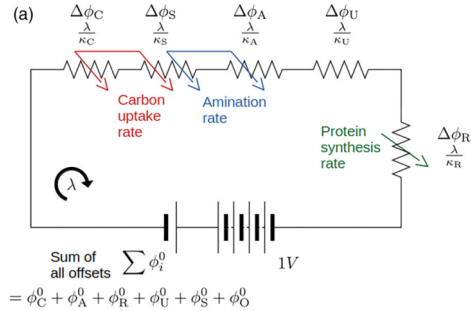 (a)
Δϕ_C Δϕ_S Δϕ_A Δϕ_U
λ/κ_C λ/κ_S λ/κ_A λ/κ_U
Carbon uptake rate
Amination rate
Protein synthesis rate
Δϕ_R
λ/κ_R
λ
Sum of all offsets
∑ ϕ_i^0
1V
= ϕ_C^0 + ϕ_A^0 + ϕ_R^0 + ϕ_U^0 + ϕ_S^0 + ϕ_O^0